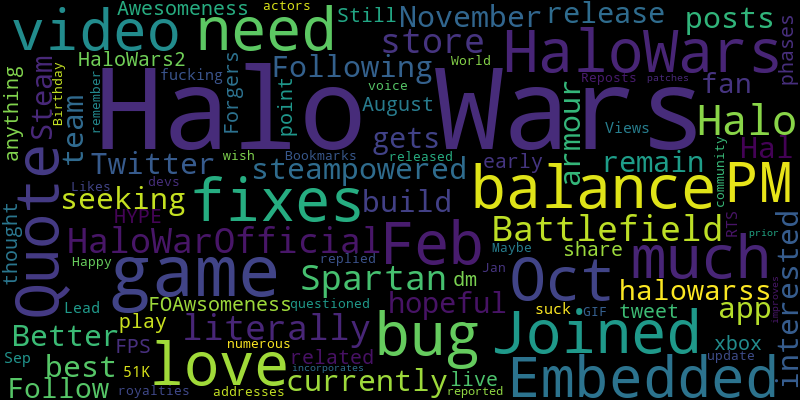 Awesomeness
actors
Still
November
release
posts
video
need
store
HaloWars
phases
HaloWars2
Following
World
fucking
Reposts
patches
fan
anything
Steam
Birthday
team
remember
Halo Wars
Forgers
point
voice
August
armour
Views
Halo
gets
Hal
Twitter
wish
Bookmarks
released
early
steampowered
remain
community
Quote
Likes
devs
seeking
fixes
build
balance
PM
thought
HYPE
HaloWarOfficial
Feb
Battlefield
RTS
prior
Happy
game
replied
Maybe
share
much
interested
Spartan
dm
Jan
Oct
halowarss
improves
Lead
FOAwsomeness
questioned
hopeful
suck
GIF
tweet
app
Better
play
literally
bug
Joined
FPS
numerous
related
xbox
Sep
best
51K
love
incorporates
update
Follow
royalties
addresses
currently
live
reported
Embedded